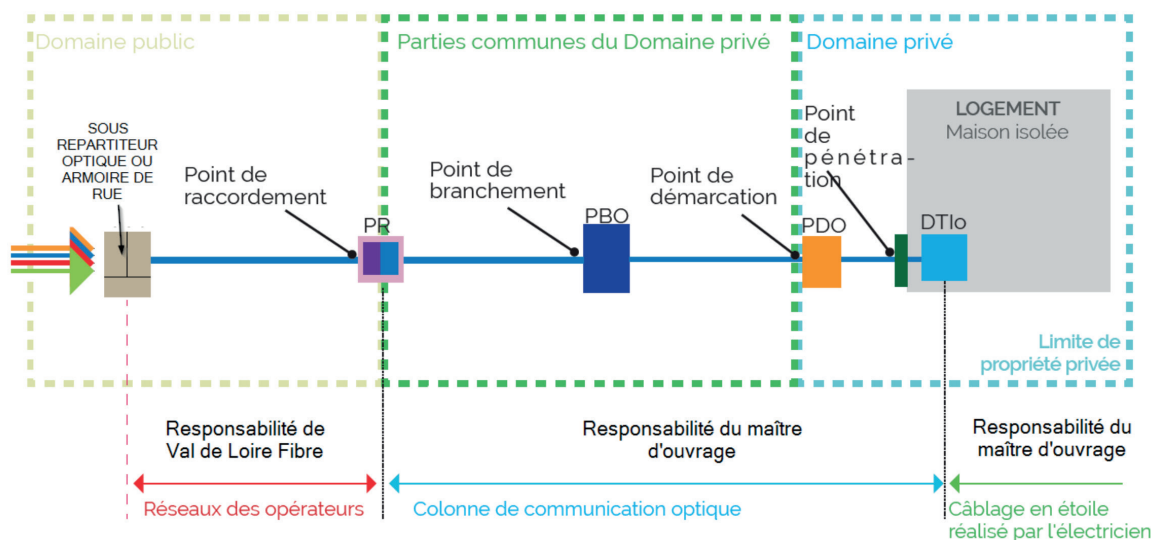 Domaine public
Parties communes du Domaine privé
Domaine privé
SOUS
REPARTITEUR
OPTIQUE OU
ARMOIRE DE
RUE
Point de
raccordement
PR
Point de
branchement
PBO
Point de
démarcation
PDO
Point
de
pénétra-
tion
LOGEMENT
Maison isolée
DTIo
Limite de
propriété privée
Responsabilité de
Val de Loire Fibre
Responsabilité du maître
d'ouvrage
Responsabilité du
maître d'ouvrage
Réseaux des opérateurs
Colonne de communication optique
Câblage en étoile
réalisé par l'électricien